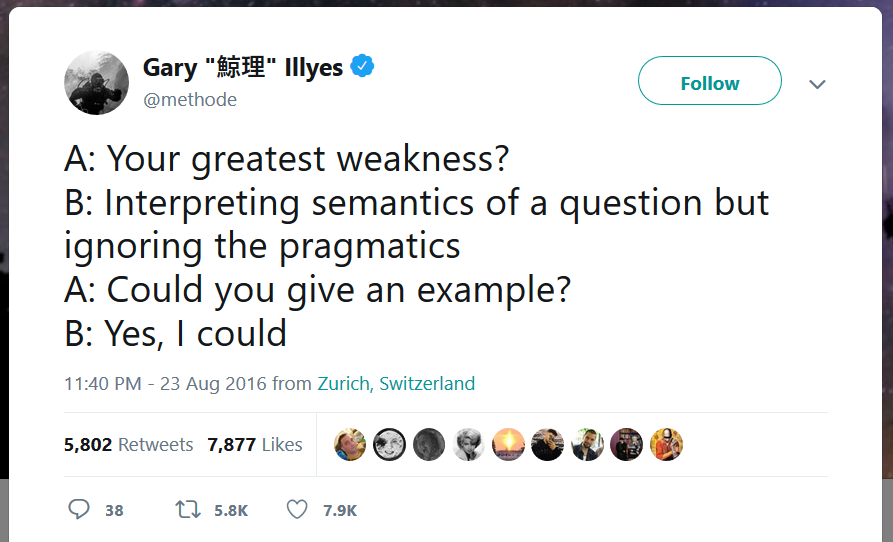 Gary "鯨理" Illyes
@methode
Follow
A: Your greatest weakness?
B: Interpreting semantics of a question but
ignoring the pragmatics
A: Could you give an example?
B: Yes, I could
11:40 PM - 23 Aug 2016 from Zurich, Switzerland
5,802 Retweets 7,877 Likes
38 5.8K 7.9K